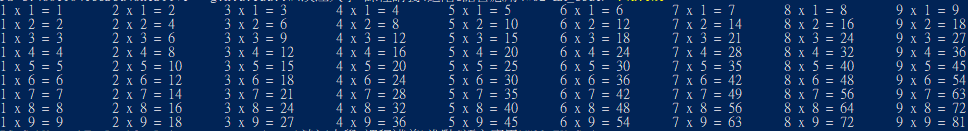 1 x 1 = 1 2 x 1 = 2 3 x 1 = 3 4 x 1 = 4 5 x 1 = 5 6 x 1 = 6 7 x 1 = 7 8 x 1 = 8 9 x 1 = 9
1 x 2 = 2 2 x 2 = 4 3 x 2 = 6 4 x 2 = 8 5 x 2 = 10 6 x 2 = 12 7 x 2 = 14 8 x 2 = 16 9 x 2 = 18
1 x 3 = 3 2 x 3 = 6 3 x 3 = 9 4 x 3 = 12 5 x 3 = 15 6 x 3 = 18 7 x 3 = 21 8 x 3 = 24 9 x 3 = 27
1 x 4 = 4 2 x 4 = 8 3 x 4 = 12 4 x 4 = 16 5 x 4 = 20 6 x 4 = 24 7 x 4 = 28 8 x 4 = 32 9 x 4 = 36
1 x 5 = 5 2 x 5 = 10 3 x 5 = 15 4 x 5 = 20 5 x 5 = 25 6 x 5 = 30 7 x 5 = 35 8 x 5 = 40 9 x 5 = 45
1 x 6 = 6 2 x 6 = 12 3 x 6 = 18 4 x 6 = 24 5 x 6 = 30 6 x 6 = 36 7 x 6 = 42 8 x 6 = 48 9 x 6 = 54
1 x 7 = 7 2 x 7 = 14 3 x 7 = 21 4 x 7 = 28 5 x 7 = 35 6 x 7 = 42 7 x 7 = 49 8 x 7 = 56 9 x 7 = 63
1 x 8 = 8 2 x 8 = 16 3 x 8 = 24 4 x 8 = 32 5 x 8 = 40 6 x 8 = 48 7 x 8 = 56 8 x 8 = 64 9 x 8 = 72
1 x 9 = 9 2 x 9 = 18 3 x 9 = 27 4 x 9 = 36 5 x 9 = 45 6 x 9 = 54 7 x 9 = 63 8 x 9 = 72 9 x 9 = 81